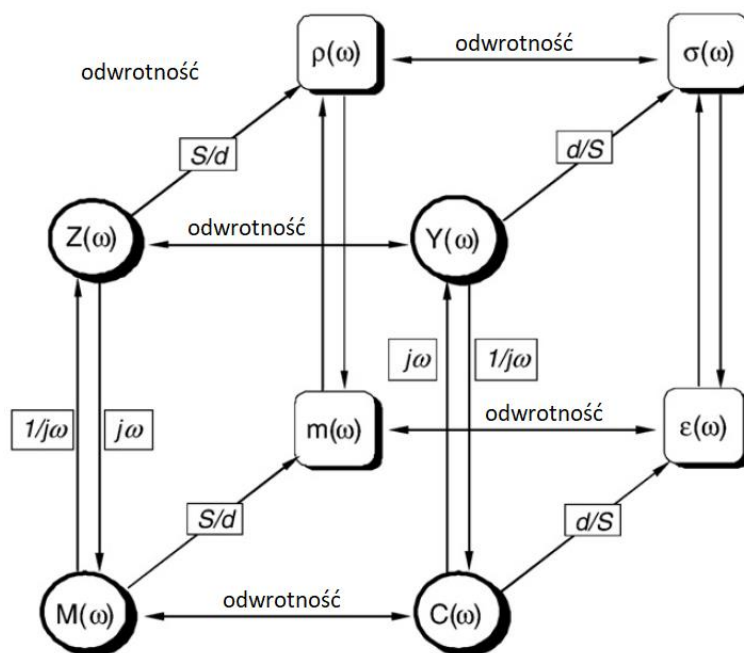 ρ(ω)
odwrotność
σ(ω)
odwrotność
S/d
d/S
Z(ω)
odwrotność
Y(ω)
jω
1/jω
1/jω
jω
m(ω)
odwrotność
ε(ω)
S/d
d/S
M(ω)
odwrotność
C(ω)